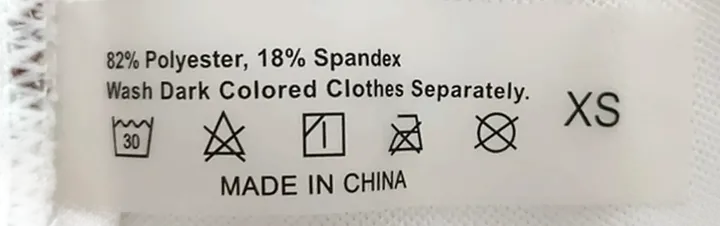 82% Polyester, 18% Spandex
Wash Dark Colored Clothes Separately.
30
XS
MADE IN CHINA